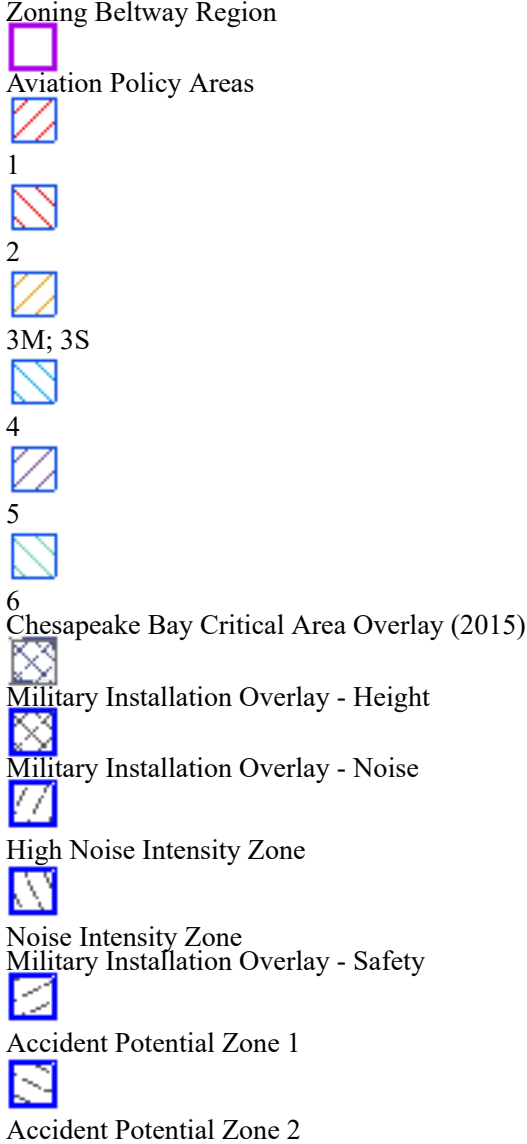 Zoning Beltway Region
Aviation Policy Areas
1
2
3M; 3S
4
5
6
Chesapeake Bay Critical Area Overlay (2015)
Military Installation Overlay - Height
Military Installation Overlay - Noise
High Noise Intensity Zone
Noise Intensity Zone
Military Installation Overlay - Safety
Accident Potential Zone 1
Accident Potential Zone 2